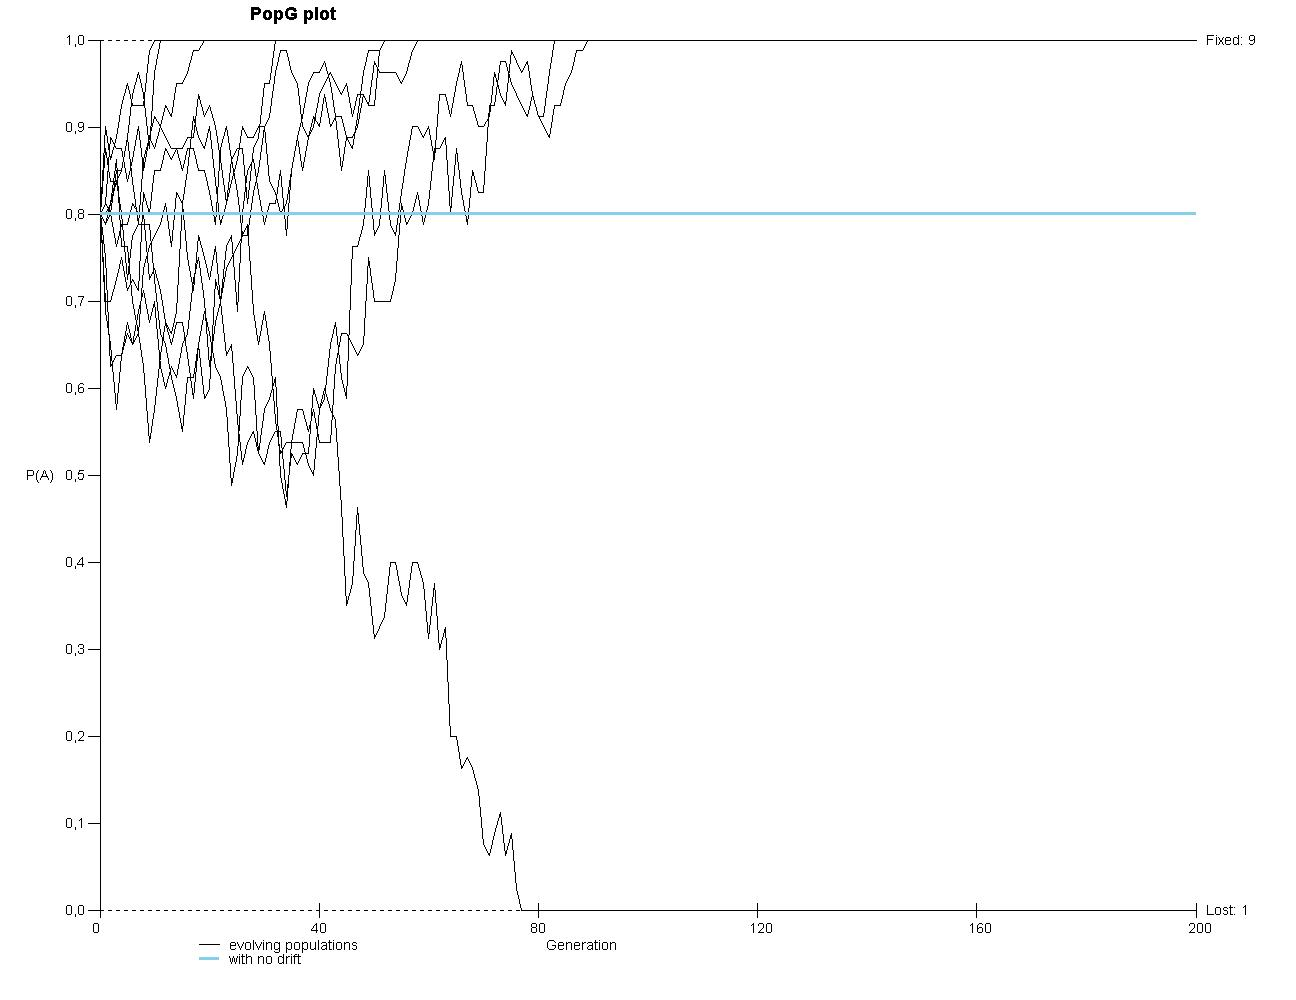 PopG plot
1,0
Fixed: 9
0,9
0,8
0,7
0,6
P(A) 0,5
0,4
0,3
0,2
0,1
0,0
Lost: 1
0 40 80 120 160 200
evolving populations
Generation
with no drift